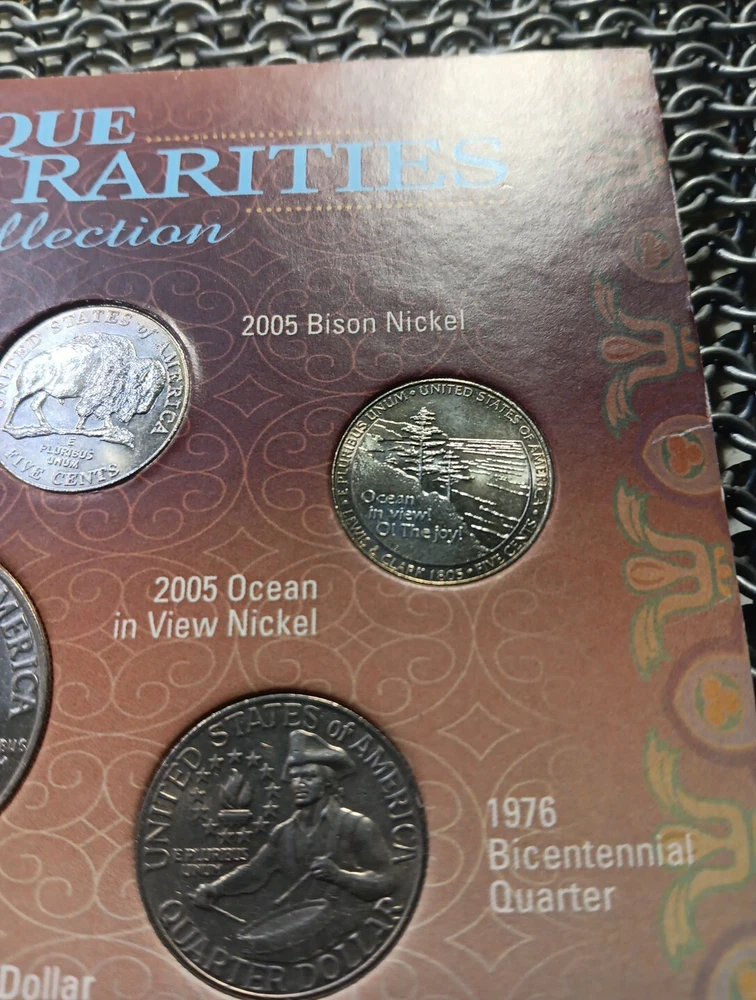 QUE
RARITIES
llection
2005 Bison Nickel
UNITED STATES of AMERICA
E
PLURIBUS
UNUM
FIVE CENTS
E PLURIBUS UNUM • UNITED STATES OF AMERICA
Ocean
in view!
O! The joy!
LEWIS & CLARK 1805 • FIVE CENTS
2005 Ocean
in View Nickel
MERICA
BUS
UNITED STATES of AMERICA
E PLURIBUS
UNUM
QUARTER DOLLAR
1976
Bicentennial
Quarter
Dollar